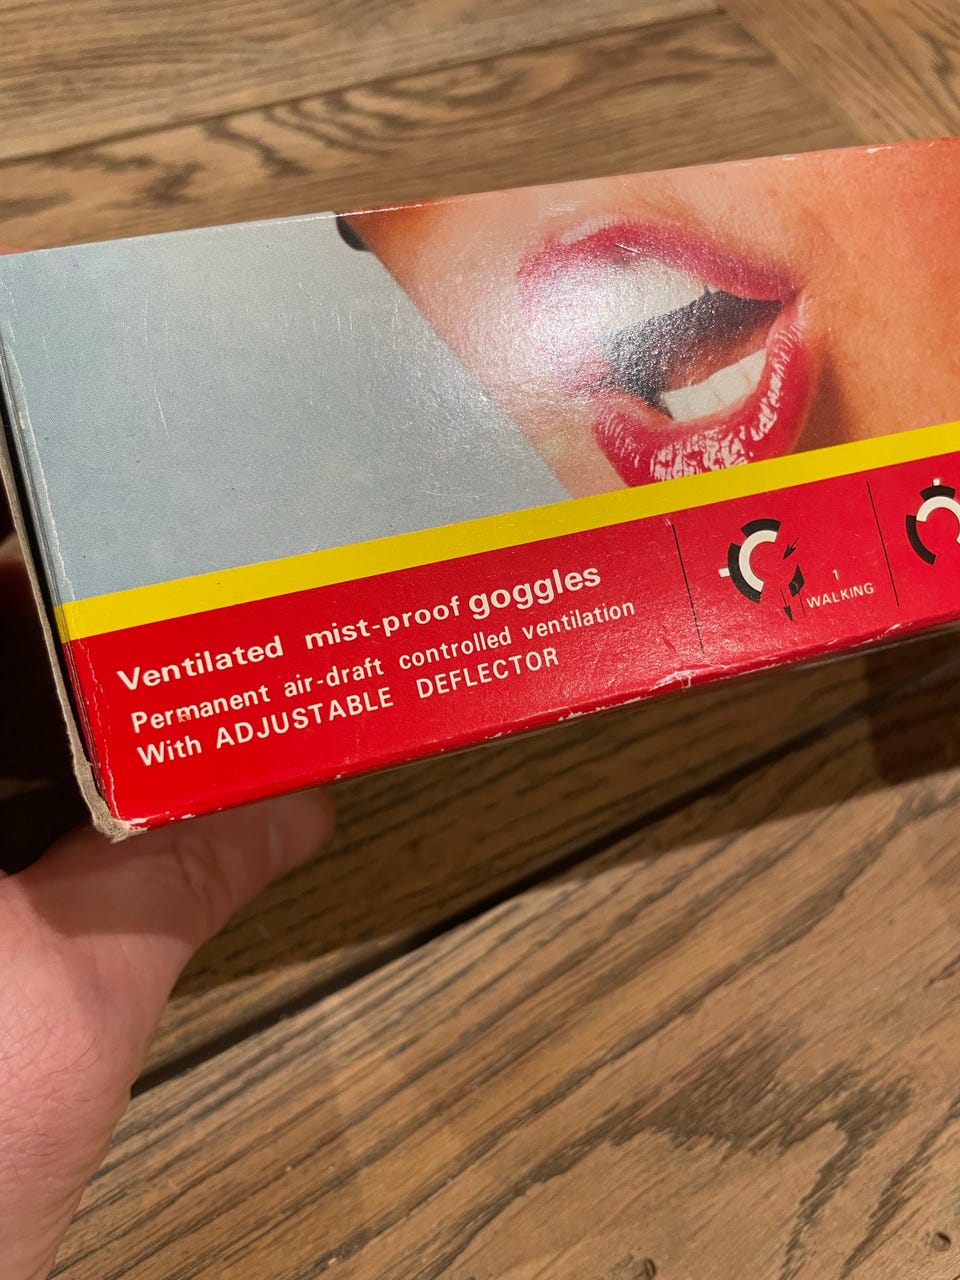 Ventilated mist-proof goggles
Permanent air-draft controlled ventilation
With ADJUSTABLE DEFLECTOR
1
WALKING